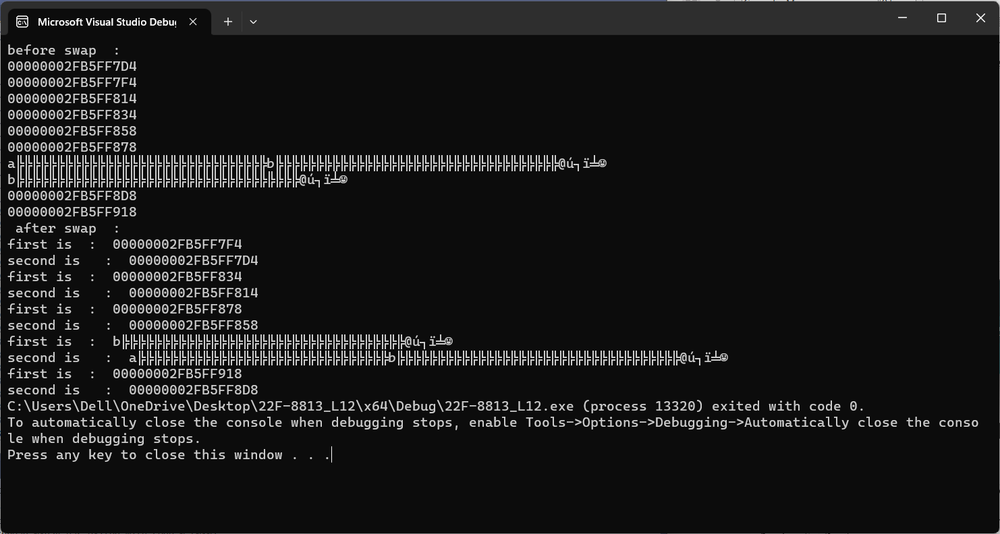 Microsoft Visual Studio Debug
before swap  :
00000002FB5FF7D4
00000002FB5FF7F4
00000002FB5FF814
00000002FB5FF834
00000002FB5FF858
00000002FB5FF878
a╠╠╠╠╠╠╠╠╠╠╠╠╠╠╠╠╠╠╠╠╠╠╠╠╠╠╠╠╠╠╠b╠╠╠╠╠╠╠╠╠╠╠╠╠╠╠╠╠╠╠╠╠╠╠╠╠╠╠╠╠╠╠╠╠╠╠@ú┐ï╩☺
b╠╠╠╠╠╠╠╠╠╠╠╠╠╠╠╠╠╠╠╠╠╠╠╠╠╠╠╠╠╠╠╠╠╠╠@ú┐ï╩☺
00000002FB5FF8D8
00000002FB5FF918
 after swap  :
first is  :  00000002FB5FF7F4
second is   :  00000002FB5FF7D4
first is  :  00000002FB5FF834
second is   :  00000002FB5FF814
first is  :  00000002FB5FF878
second is   :  00000002FB5FF858
first is  :  b╠╠╠╠╠╠╠╠╠╠╠╠╠╠╠╠╠╠╠╠╠╠╠╠╠╠╠╠╠╠╠╠╠╠╠@ú┐ï╩☺
second is   :  a╠╠╠╠╠╠╠╠╠╠╠╠╠╠╠╠╠╠╠╠╠╠╠╠╠╠╠╠╠╠╠b╠╠╠╠╠╠╠╠╠╠╠╠╠╠╠╠╠╠╠╠╠╠╠╠╠╠╠╠╠╠╠╠╠╠╠@ú┐ï╩☺
first is  :  00000002FB5FF918
second is   :  00000002FB5FF8D8
C:\Users\Dell\OneDrive\Desktop\22F-8813_L12\x64\Debug\22F-8813_L12.exe (process 13320) exited with code 0.
To automatically close the console when debugging stops, enable Tools->Options->Debugging->Automatically close the conso
le when debugging stops.
Press any key to close this window . . .